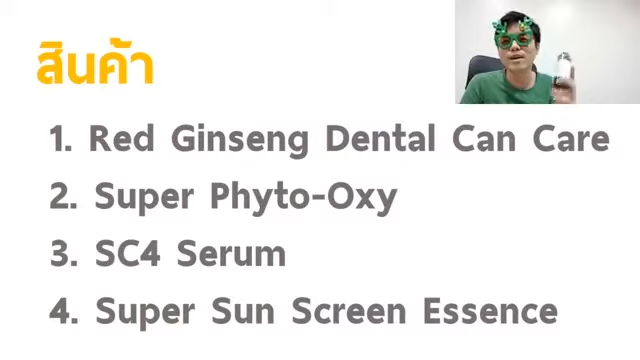 สินค้า
1. Red Ginseng Dental Can Care
2. Super Phyto-Oxy
3. SC4 Serum
4. Super Sun Screen Essence